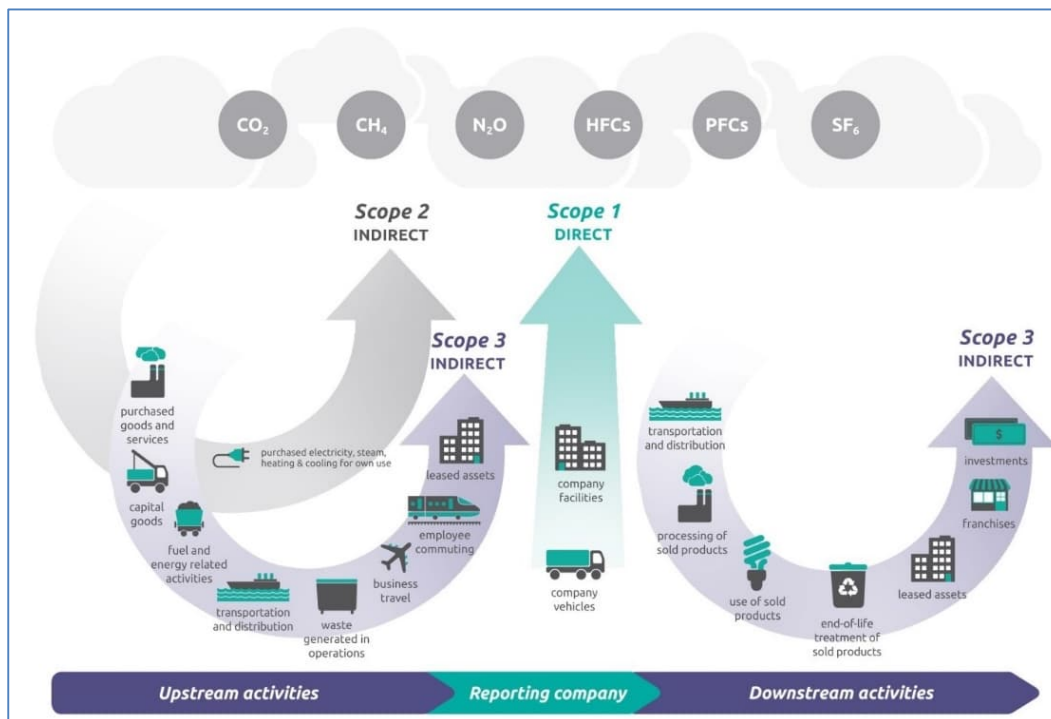 CO₂
CH₄
N₂O
HFCs
PFCs
SF₆
Scope 2
INDIRECT
Scope 1
DIRECT
Scope 3
INDIRECT
Scope 3
INDIRECT
purchased
goods and
services
capital
goods
fuel and
energy related
activities
purchased electricity, steam,
heating & cooling for own use
transportation
and distribution
waste
generated in
operations
business
travel
employee
commuting
leased assets
company
facilities
company
vehicles
transportation
and distribution
processing of
sold products
use of sold
products
end-of-life
treatment of
sold products
leased assets
franchises
$
investments
Upstream activities
Reporting company
Downstream activities